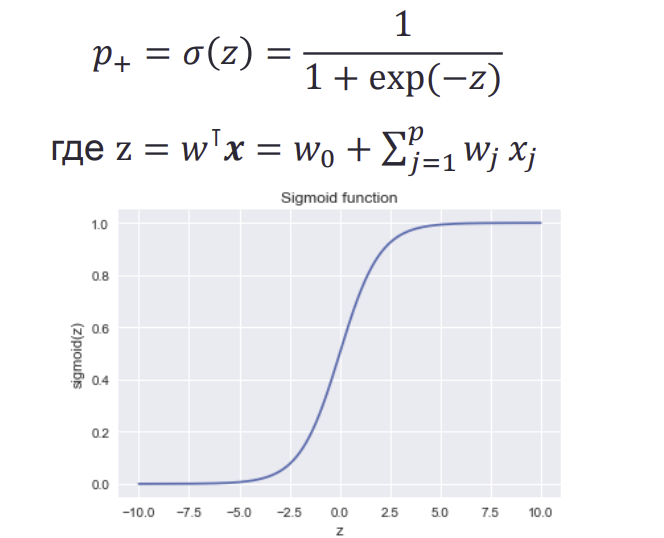 p₊ = σ(z) = 1 / (1 + exp(−z))
где z = wᵀx = w₀ + Σᵖⱼ₌₁ wⱼ xⱼ
Sigmoid function
sigmoid(z)
1.0
0.8
0.6
0.4
0.2
0.0
−10.0 −7.5 −5.0 −2.5 0.0 2.5 5.0 7.5 10.0
z